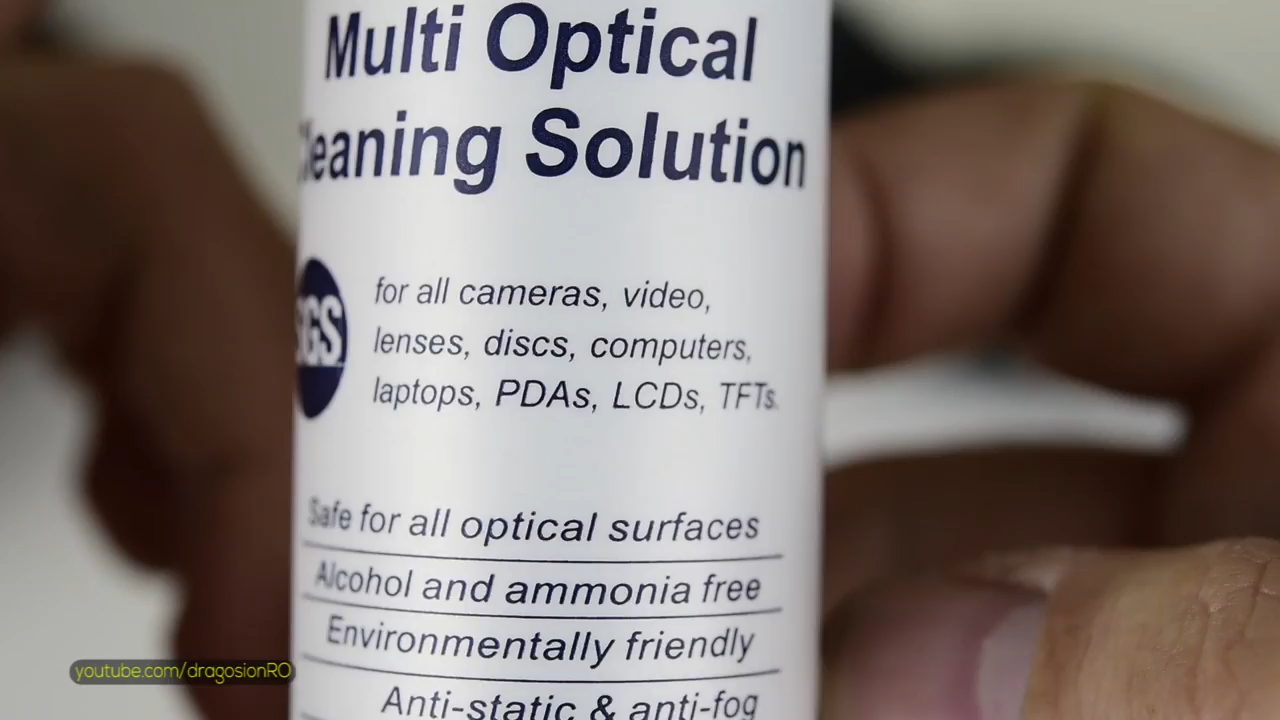 Multi Optical
Cleaning Solution
SGS
for all cameras, video,
lenses, discs, computers,
laptops, PDAs, LCDs, TFTs.
Safe for all optical surfaces
Alcohol and ammonia free
Environmentally friendly
Anti-static & anti-fog
youtube.com/dragosionRO